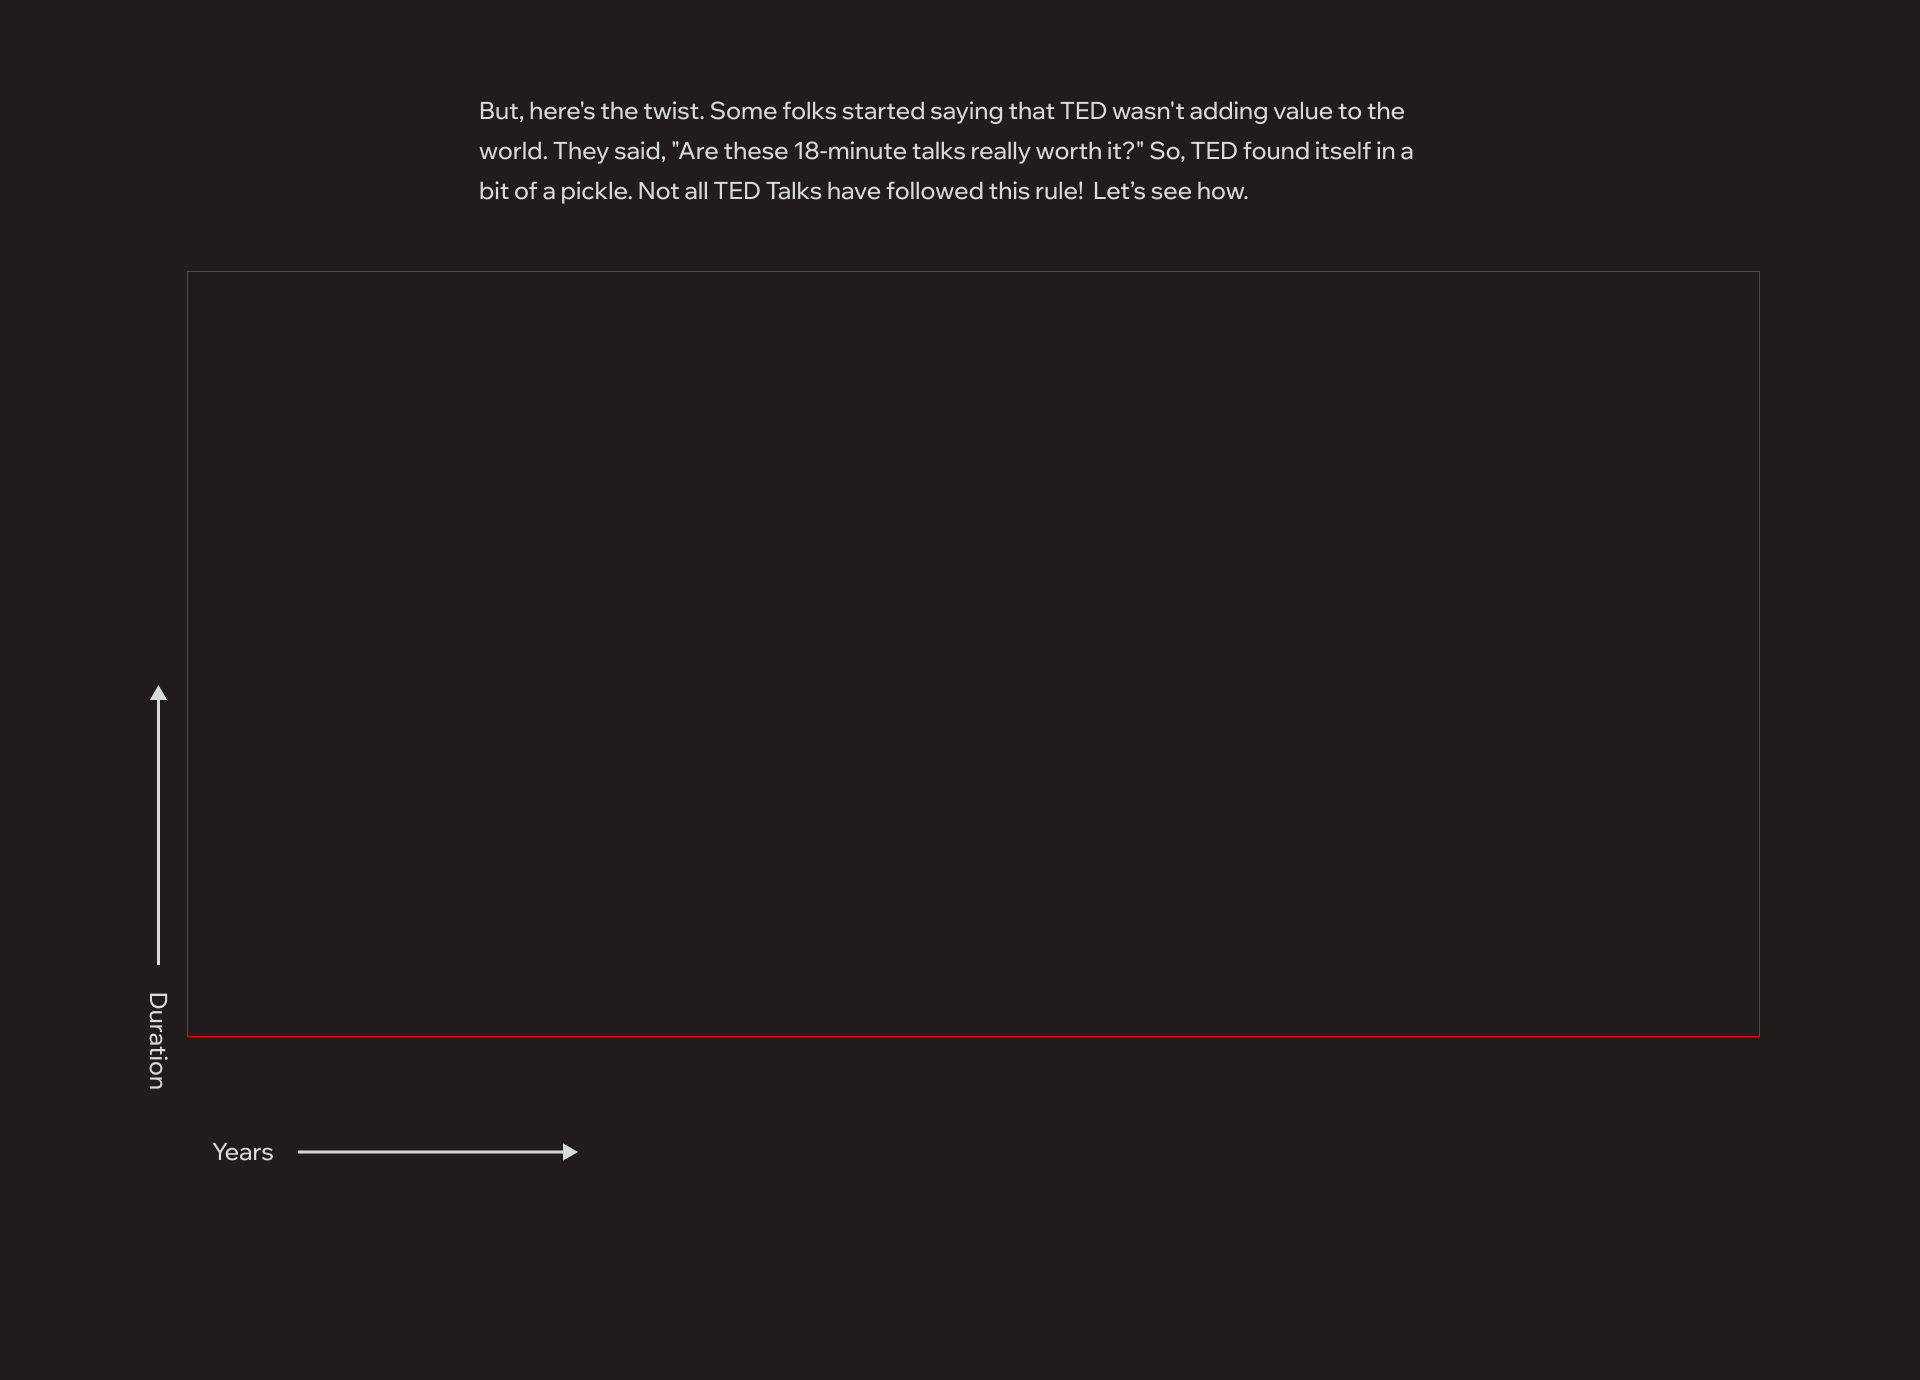 But, here's the twist. Some folks started saying that TED wasn't adding value to the
world. They said, "Are these 18-minute talks really worth it?" So, TED found itself in a
bit of a pickle. Not all TED Talks have followed this rule!  Let’s see how.
Duration
Years